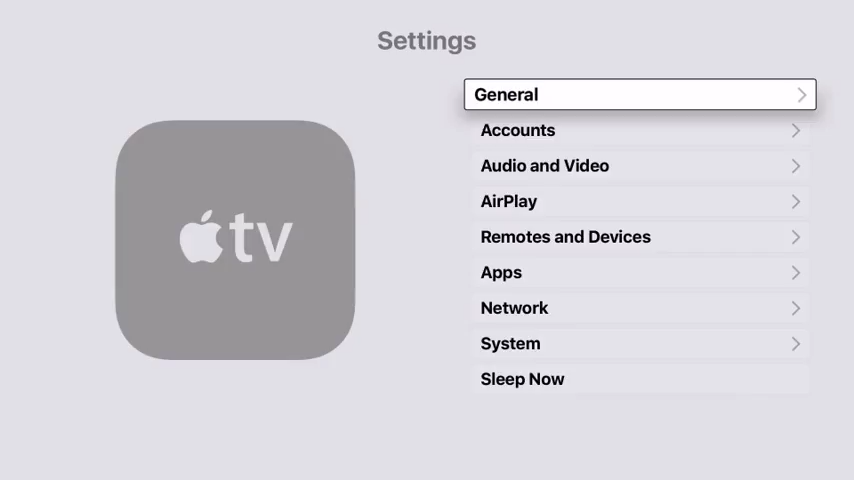 Settings
General
Accounts
Audio and Video
AirPlay
Remotes and Devices
Apps
Network
System
Sleep Now
tv